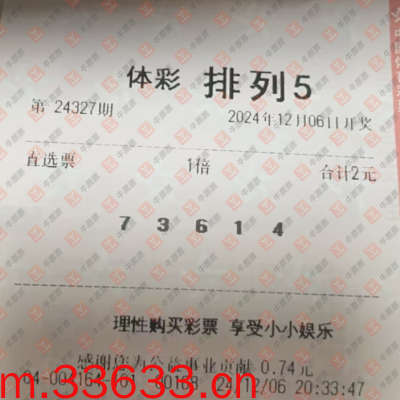 体彩 排列5
第 24327期 2024年12月06日开奖
直选票 1倍 合计2元
7 3 6 1 4
理性购买彩票 享受小小娱乐
感谢您为公益事业贡献 0.74元
24/12/06 20:33:47
m.33633.cn